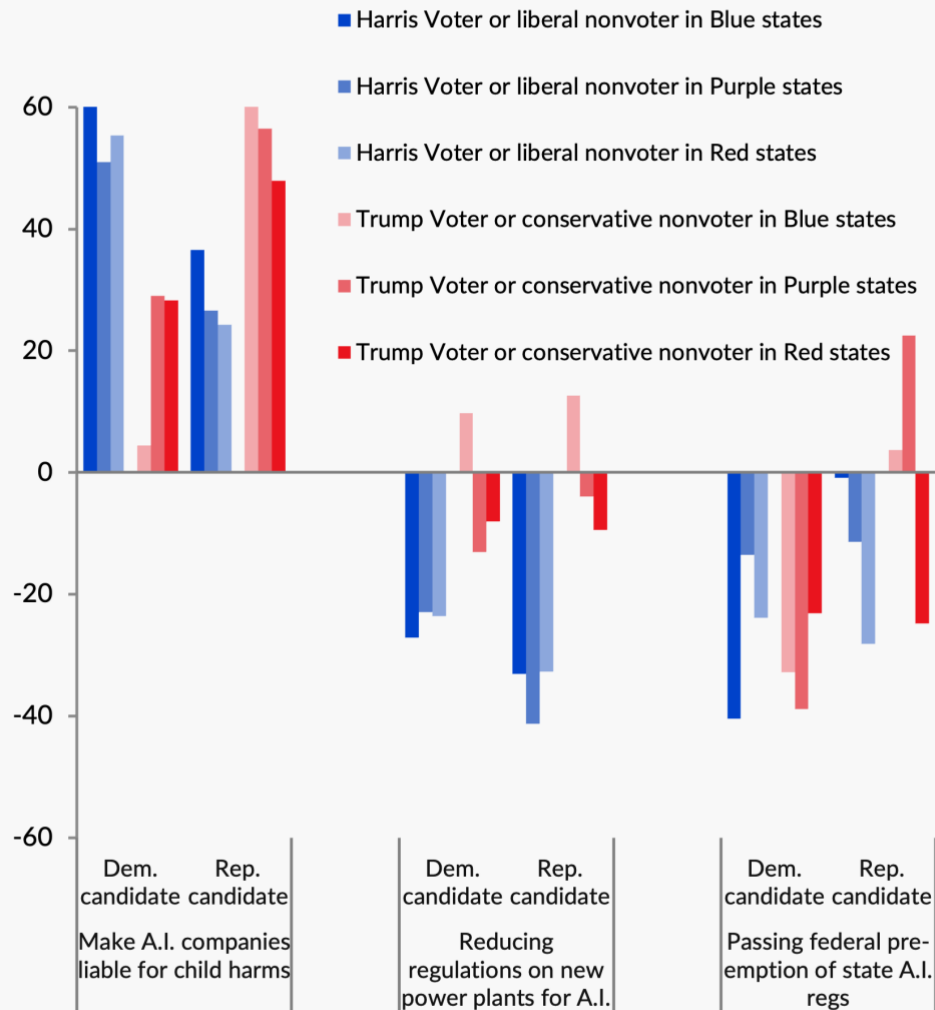 Harris Voter or liberal nonvoter in Blue states
Harris Voter or liberal nonvoter in Purple states
Harris Voter or liberal nonvoter in Red states
Trump Voter or conservative nonvoter in Blue states
Trump Voter or conservative nonvoter in Purple states
Trump Voter or conservative nonvoter in Red states
60
40
20
0
-20
-40
-60
Dem.
candidate
Rep.
candidate
Make A.I. companies
liable for child harms
Dem.
candidate
Rep.
candidate
Reducing
regulations on new
power plants for A.I.
Dem.
candidate
Rep.
candidate
Passing federal pre-
emption of state A.I.
regs